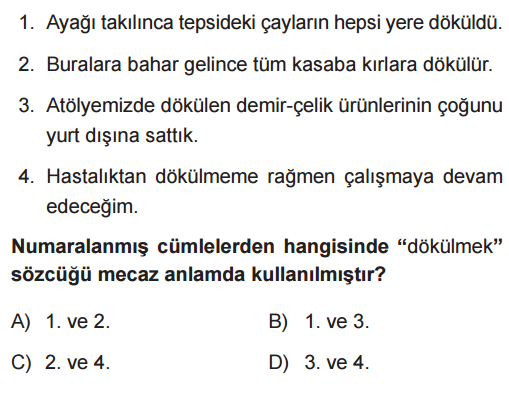 1. Ayağı takılınca tepsideki çayların hepsi yere döküldü.
2. Buralara bahar gelince tüm kasaba kırlara dökülür.
3. Atölyemizde dökülen demir-çelik ürünlerinin çoğunu
yurt dışına sattık.
4. Hastalıktan dökülmeme rağmen çalışmaya devam
edeceğim.
Numaralanmış cümlelerden hangisinde “dökülmek”
sözcüğü mecaz anlamda kullanılmıştır?
A) 1. ve 2. B) 1. ve 3.
C) 2. ve 4. D) 3. ve 4.